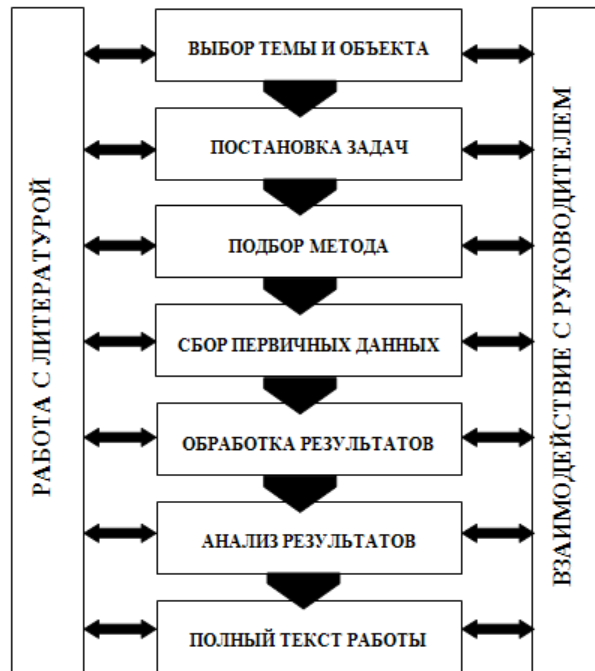 РАБОТА С ЛИТЕРАТУРОЙ
ВЫБОР ТЕМЫ И ОБЪЕКТА
ПОСТАНОВКА ЗАДАЧ
ПОДБОР МЕТОДА
СБОР ПЕРВИЧНЫХ ДАННЫХ
ОБРАБОТКА РЕЗУЛЬТАТОВ
АНАЛИЗ РЕЗУЛЬТАТОВ
ПОЛНЫЙ ТЕКСТ РАБОТЫ
ВЗАИМОДЕЙСТВИЕ С РУКОВОДИТЕЛЕМ